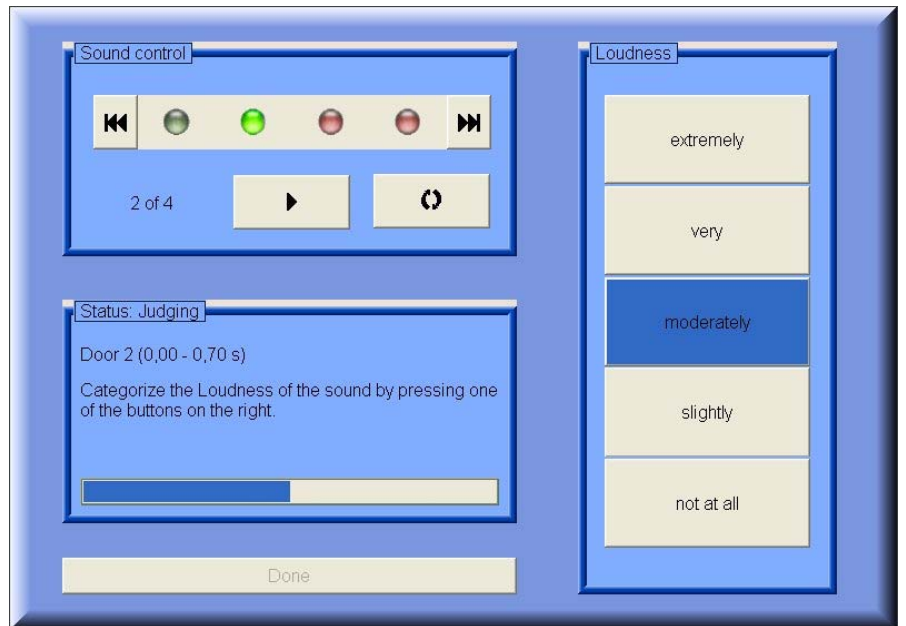 Sound control
2 of 4
Status: Judging
Door 2 (0,00 - 0,70 s)
Categorize the Loudness of the sound by pressing one
of the buttons on the right.
Done
Loudness
extremely
very
moderately
slightly
not at all